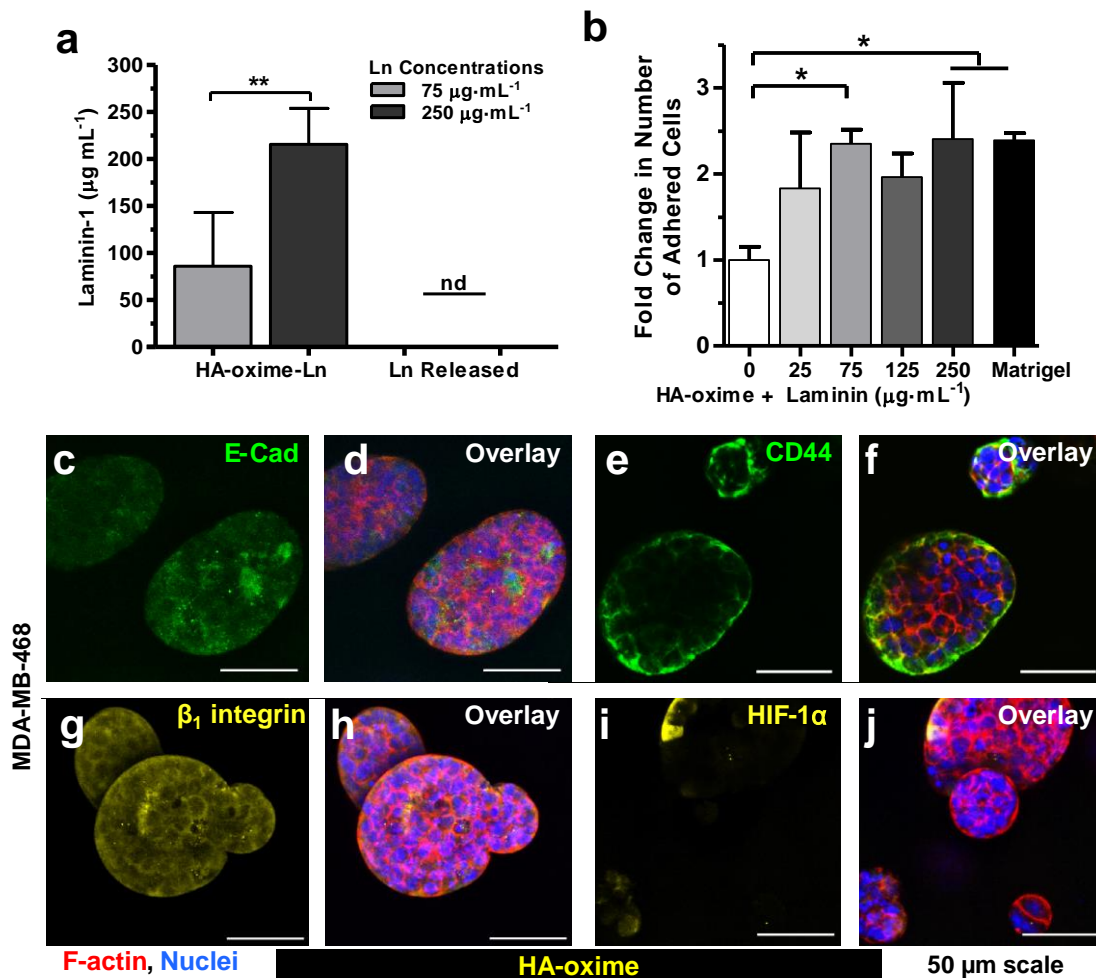 a
Laminin-1 (µg mL⁻¹)
300
250
200
150
100
50
0
**
Ln Concentrations
75 µg·mL⁻¹
250 µg·mL⁻¹
nd
HA-oxime-Ln
Ln Released
b
Fold Change in Number
of Adhered Cells
3
2
1
0
*
*
0 25 75 125 250 Matrigel
HA-oxime + Laminin (µg·mL⁻¹)
MDA-MB-468
c E-Cad
d Overlay
e CD44
f Overlay
g β₁ integrin
h Overlay
i HIF-1α
j Overlay
F-actin, Nuclei
HA-oxime
50 µm scale